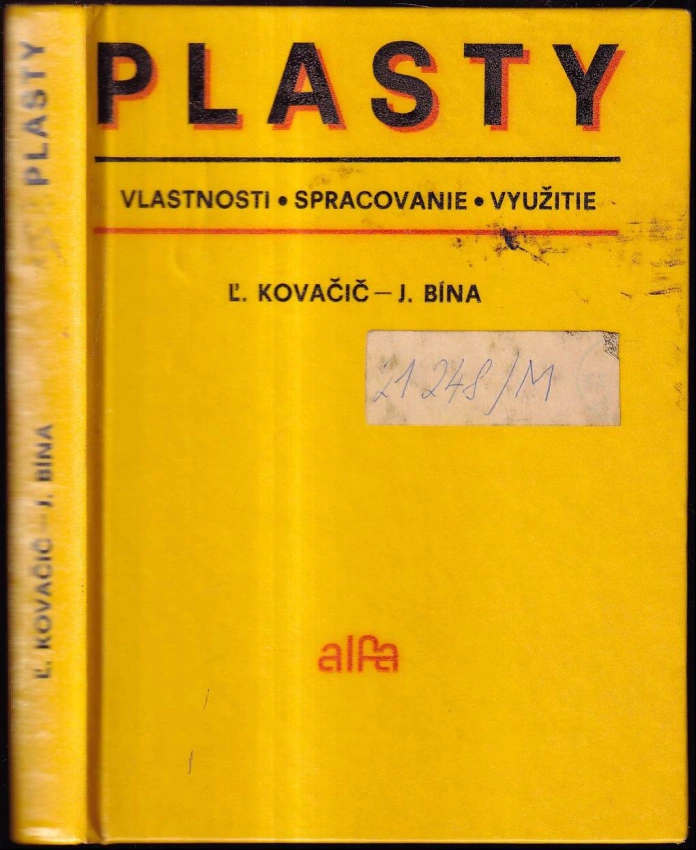 PLASTY
VLASTNOSTI • SPRACOVANIE • VYUŽITIE
Ľ. KOVAČIČ — J. BÍNA
21 248/M
alfa
PLASTY
Ľ. KOVAČIČ — J. BÍNA